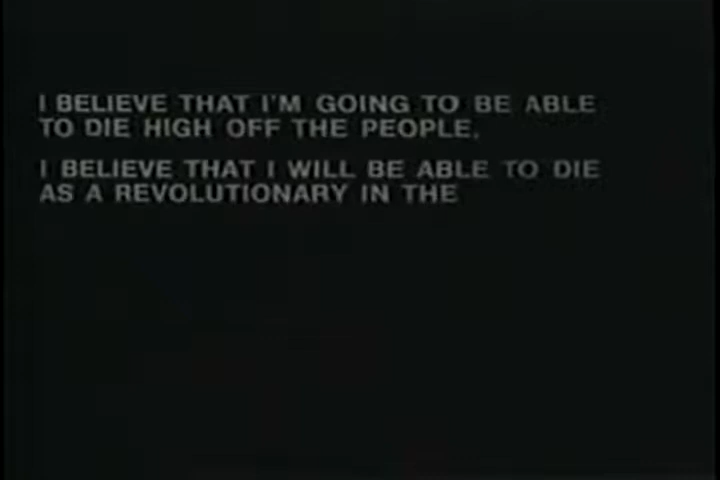 I BELIEVE THAT I'M GOING TO BE ABLE
TO DIE HIGH OFF THE PEOPLE.
I BELIEVE THAT I WILL BE ABLE TO DIE
AS A REVOLUTIONARY IN THE